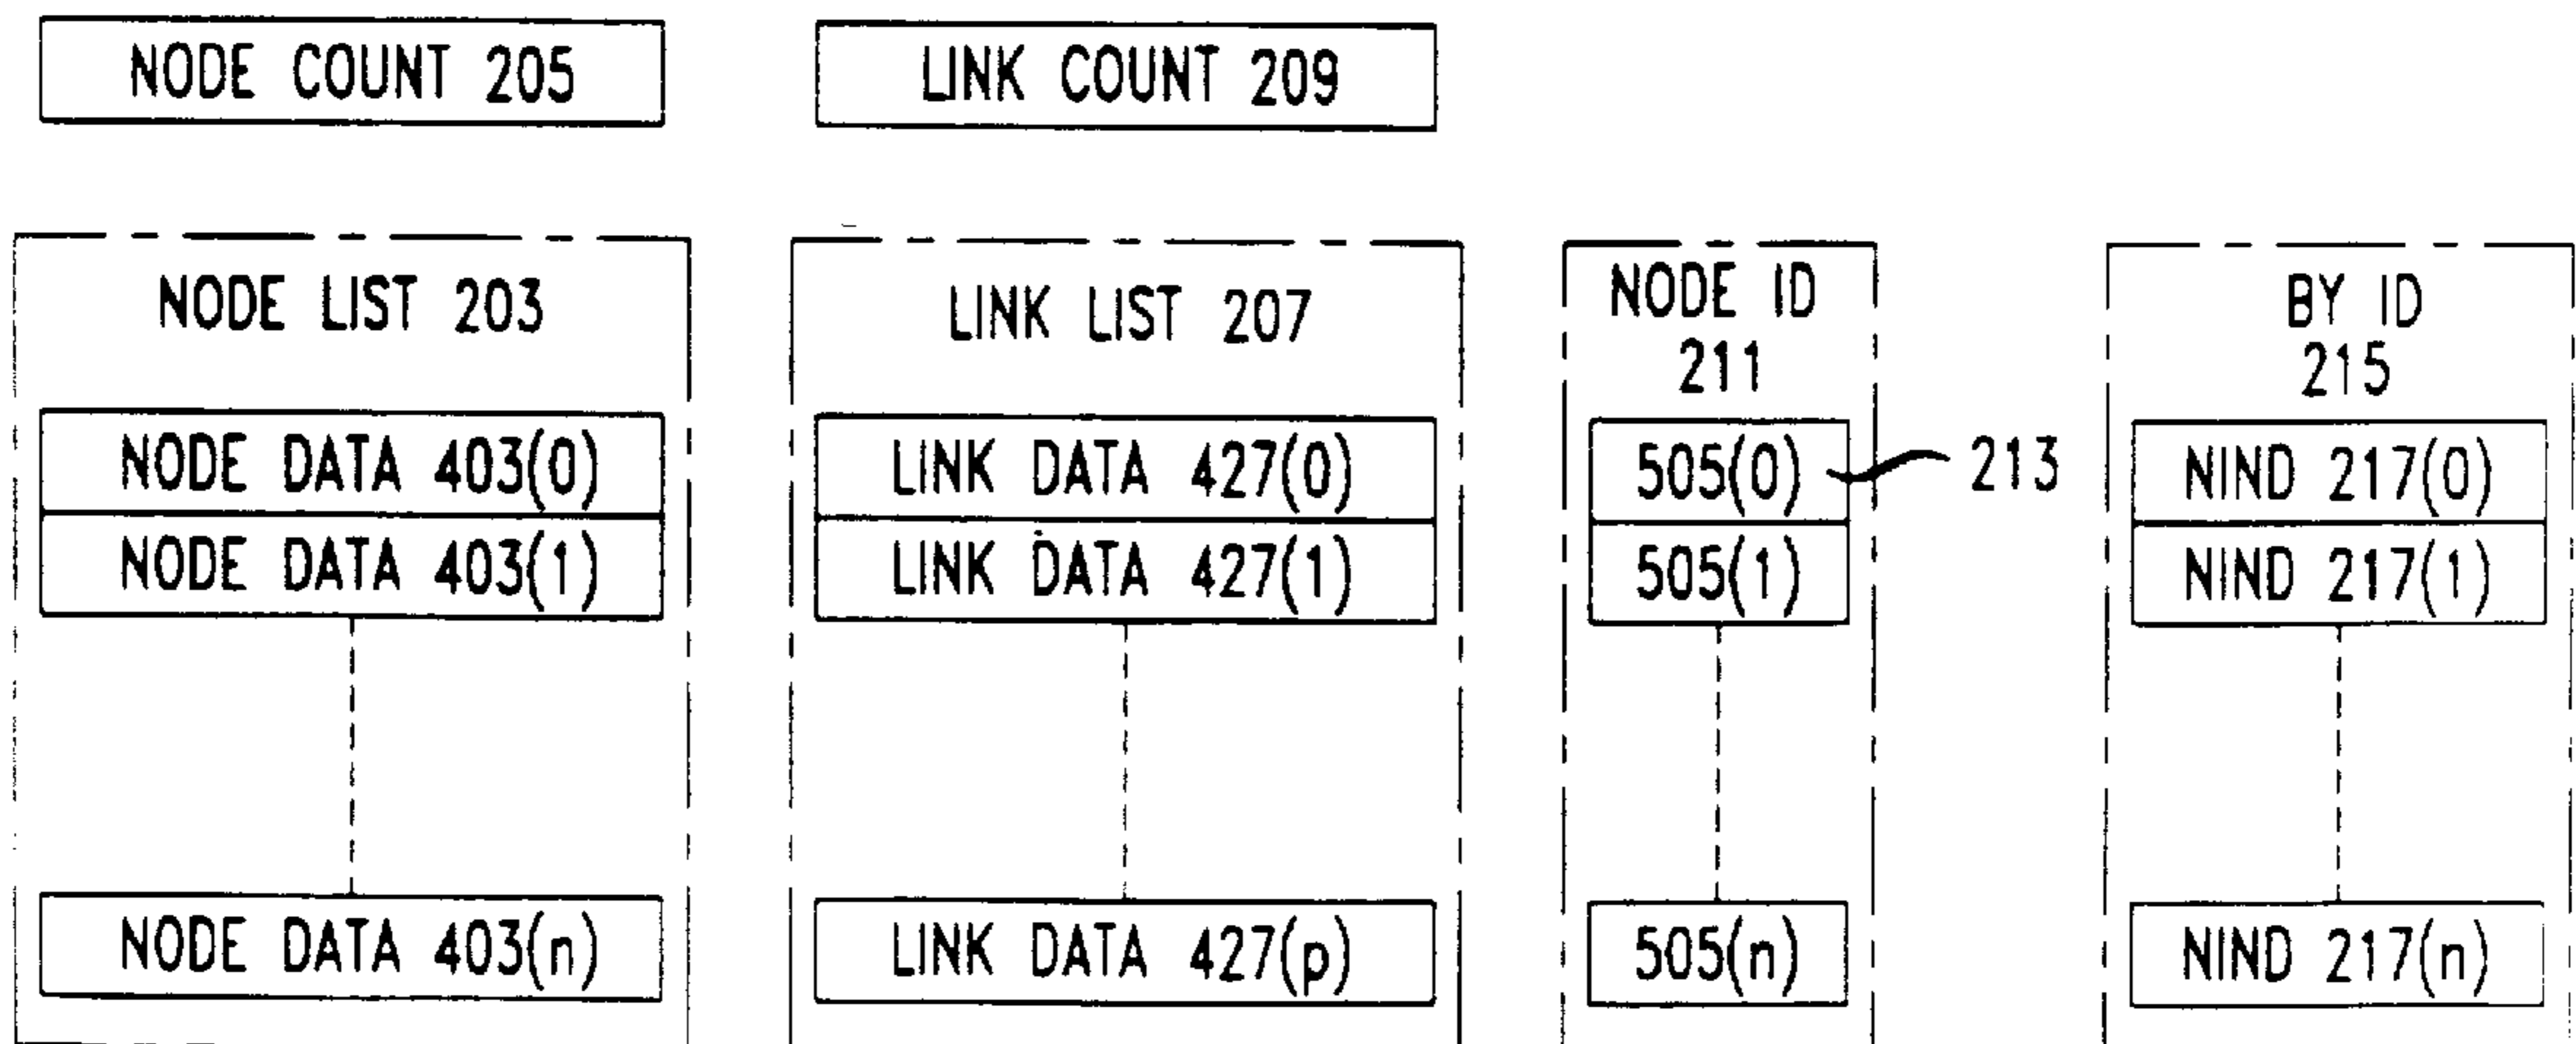 NODE COUNT 205
LINK COUNT 209
NODE LIST 203
NODE DATA 403(0)
NODE DATA 403(1)
NODE DATA 403(n)
LINK LIST 207
LINK DATA 427(0)
LINK DATA 427(1)
LINK DATA 427(p)
NODE ID
211
505(0)
213
505(1)
505(n)
BY ID
215
NIND 217(0)
NIND 217(1)
NIND 217(n)